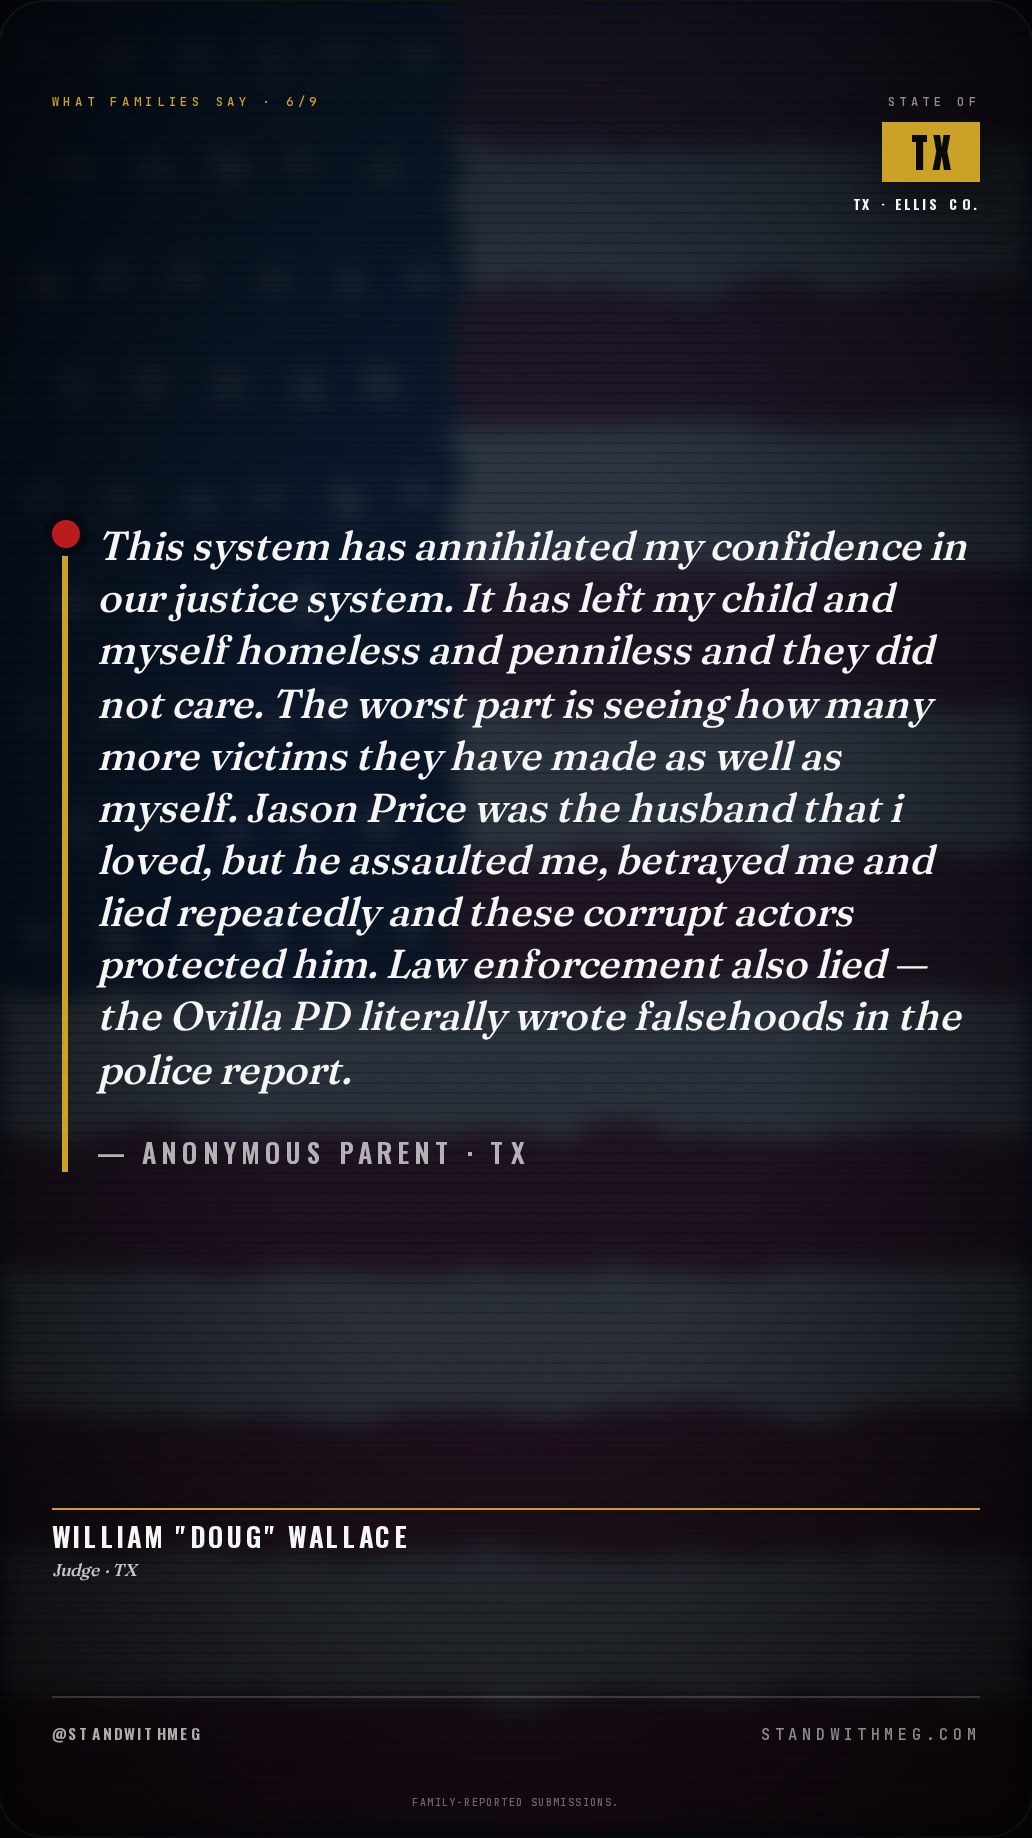 WHAT FAMILIES SAY · 6/9
STATE OF
TX
TX · ELLIS CO.
This system has annihilated my confidence in
our justice system. It has left my child and
myself homeless and penniless and they did
not care. The worst part is seeing how many
more victims they have made as well as
myself. Jason Price was the husband that i
loved, but he assaulted me, betrayed me and
lied repeatedly and these corrupt actors
protected him. Law enforcement also lied —
the Ovilla PD literally wrote falsehoods in the
police report.
— ANONYMOUS PARENT · TX
WILLIAM "DOUG" WALLACE
Judge · TX
@STANDWITHMEG
STANDWITHMEG.COM
FAMILY-REPORTED SUBMISSIONS.